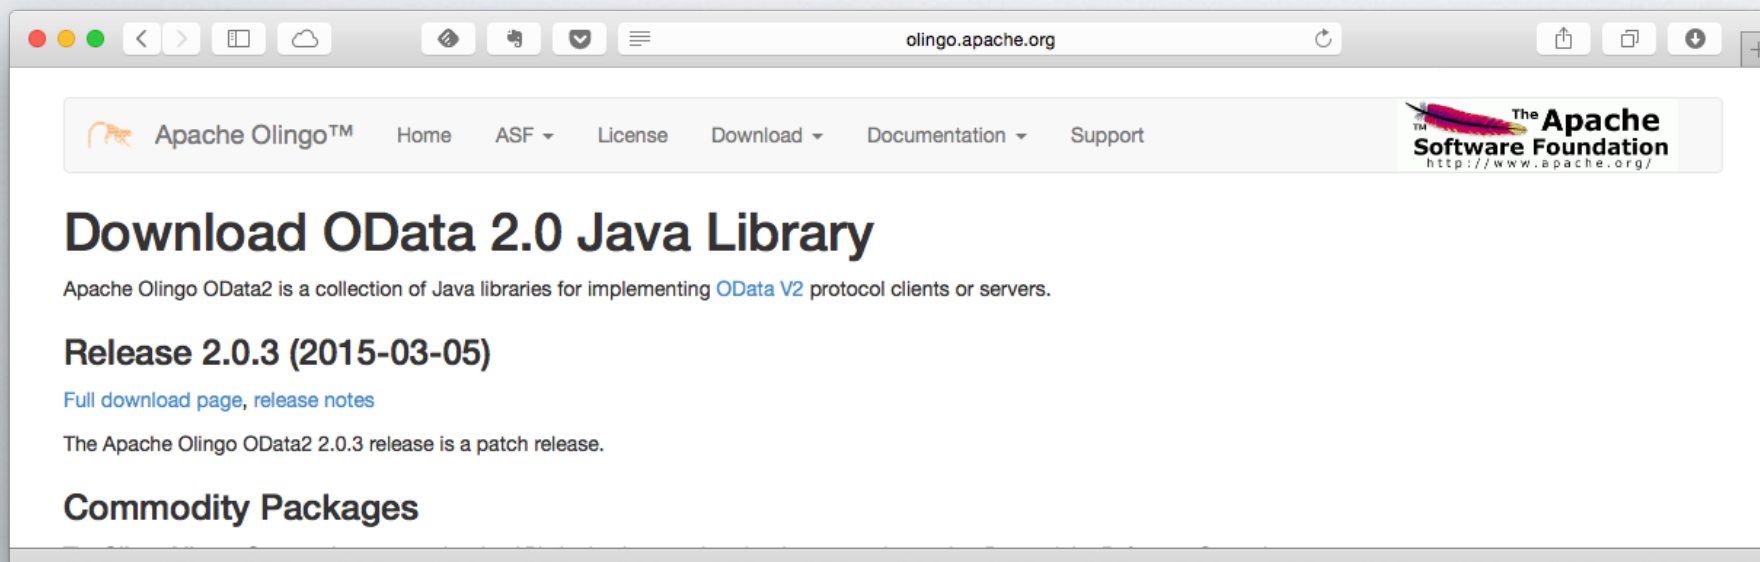 olingo.apache.org
Apache Olingo™ Home ASF License Download Documentation Support
The Apache
TM
Software Foundation
http://www.apache.org/
Download OData 2.0 Java Library
Apache Olingo OData2 is a collection of Java libraries for implementing OData V2 protocol clients or servers.
Release 2.0.3 (2015-03-05)
Full download page, release notes
The Apache Olingo OData2 2.0.3 release is a patch release.
Commodity Packages